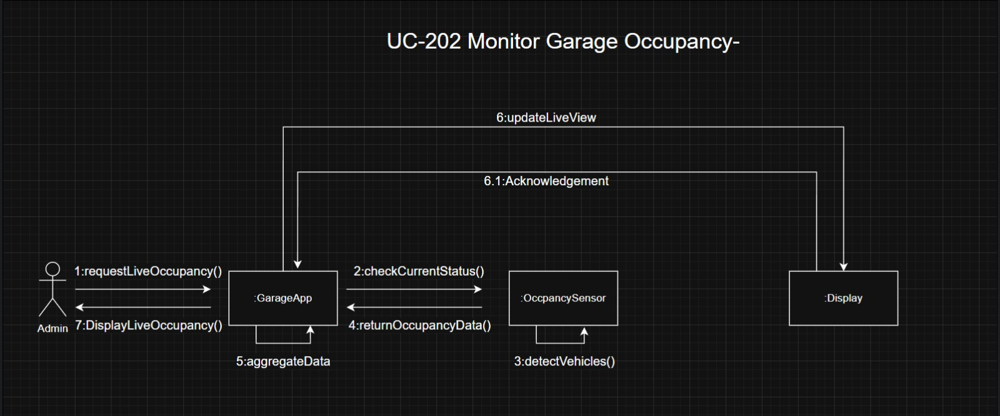 UC-202 Monitor Garage Occupancy-
6:updateLiveView
6.1:Acknowledgement
1:requestLiveOccupancy()
2:checkCurrentStatus()
:GarageApp
:OccpancySensor
:Display
Admin
7:DisplayLiveOccupancy()
4:returnOccupancyData()
5:aggregateData
3:detectVehicles()